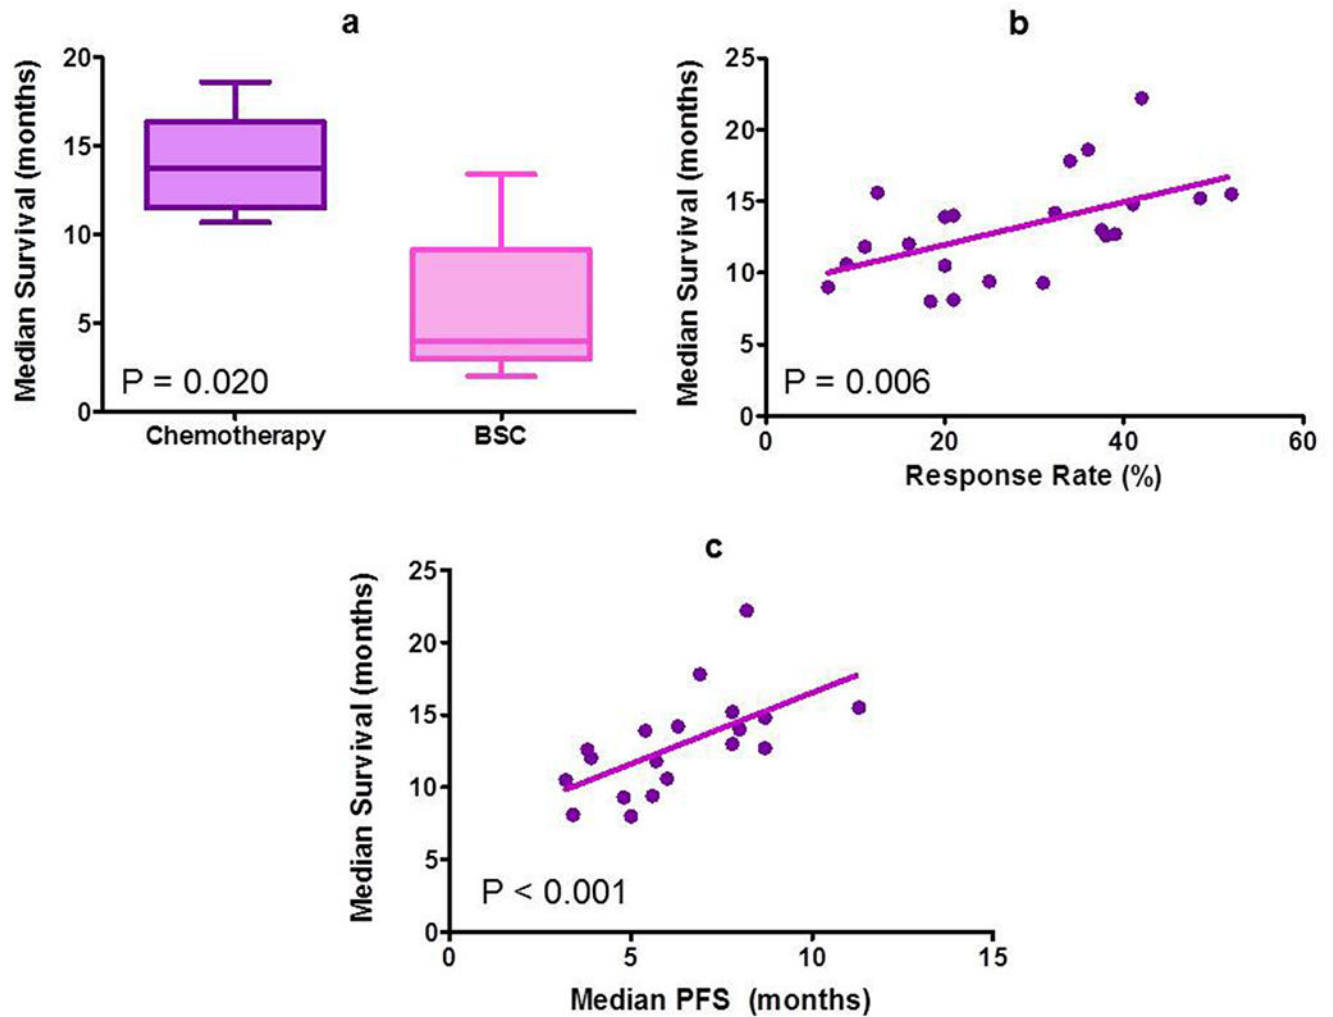 a
Median Survival (months)
20
15
10
5
0
P = 0.020
Chemotherapy
BSC
b
Median Survival (months)
25
20
15
10
5
0
P = 0.006
0
20
40
60
Response Rate (%)
c
Median Survival (months)
25
20
15
10
5
0
P < 0.001
0
5
10
15
Median PFS (months)